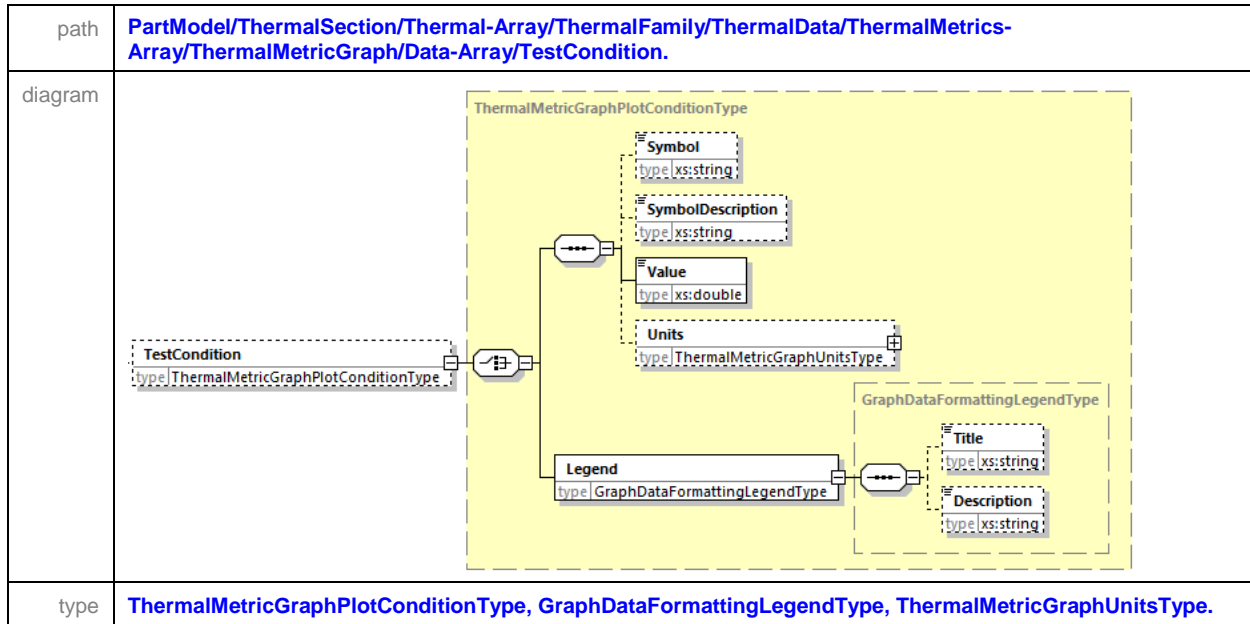 path
PartModel/ThermalSection/Thermal-Array/ThermalFamily/ThermalData/ThermalMetrics-
Array/ThermalMetricGraph/Data-Array/TestCondition.
diagram
ThermalMetricGraphPlotConditionType
Symbol
type xs:string
SymbolDescription
type xs:string
Value
type xs:double
Units
type ThermalMetricGraphUnitsType
TestCondition
type ThermalMetricGraphPlotConditionType
GraphDataFormattingLegendType
Title
type xs:string
Legend
type GraphDataFormattingLegendType
Description
type xs:string
type
ThermalMetricGraphPlotConditionType, GraphDataFormattingLegendType, ThermalMetricGraphUnitsType.